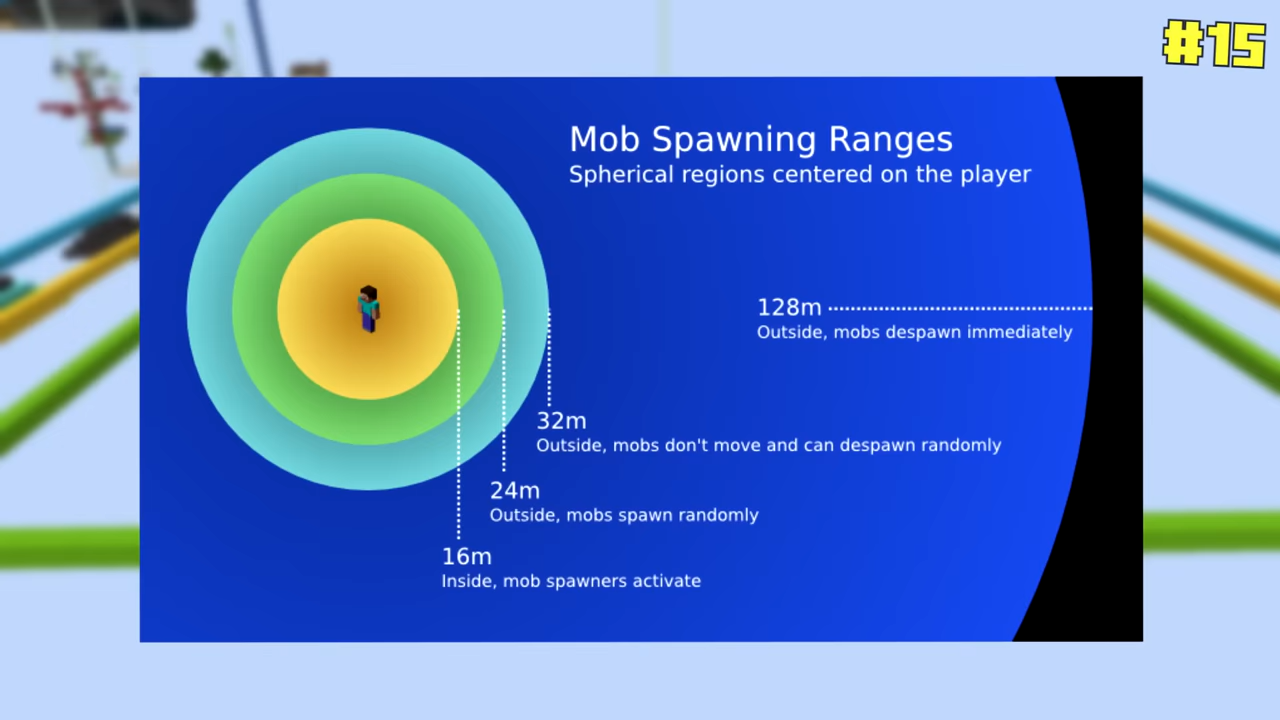 #15
Mob Spawning Ranges
Spherical regions centered on the player
128m
Outside, mobs despawn immediately
32m
Outside, mobs don't move and can despawn randomly
24m
Outside, mobs spawn randomly
16m
Inside, mob spawners activate